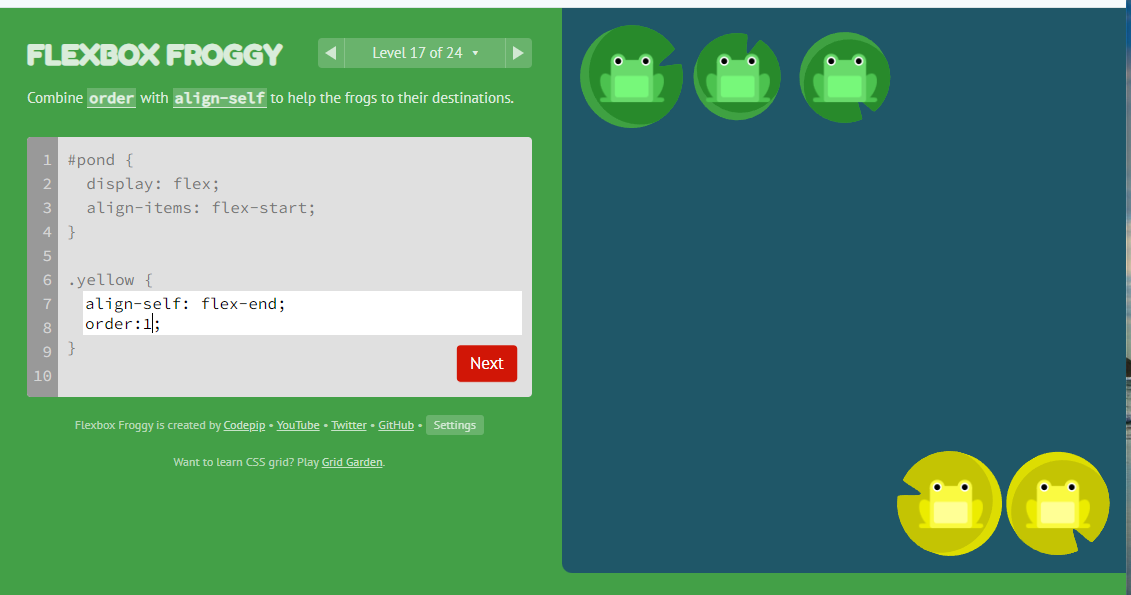 FLEXBOX FROGGY
◀ Level 17 of 24 ▾ ▶
Combine order with align-self to help the frogs to their destinations.
1 #pond {
2   display: flex;
3   align-items: flex-start;
4 }
5
6 .yellow {
7   align-self: flex-end;
8   order:1;
9 }
10
Next
Flexbox Froggy is created by Codepip • YouTube • Twitter • GitHub • Settings
Want to learn CSS grid? Play Grid Garden.